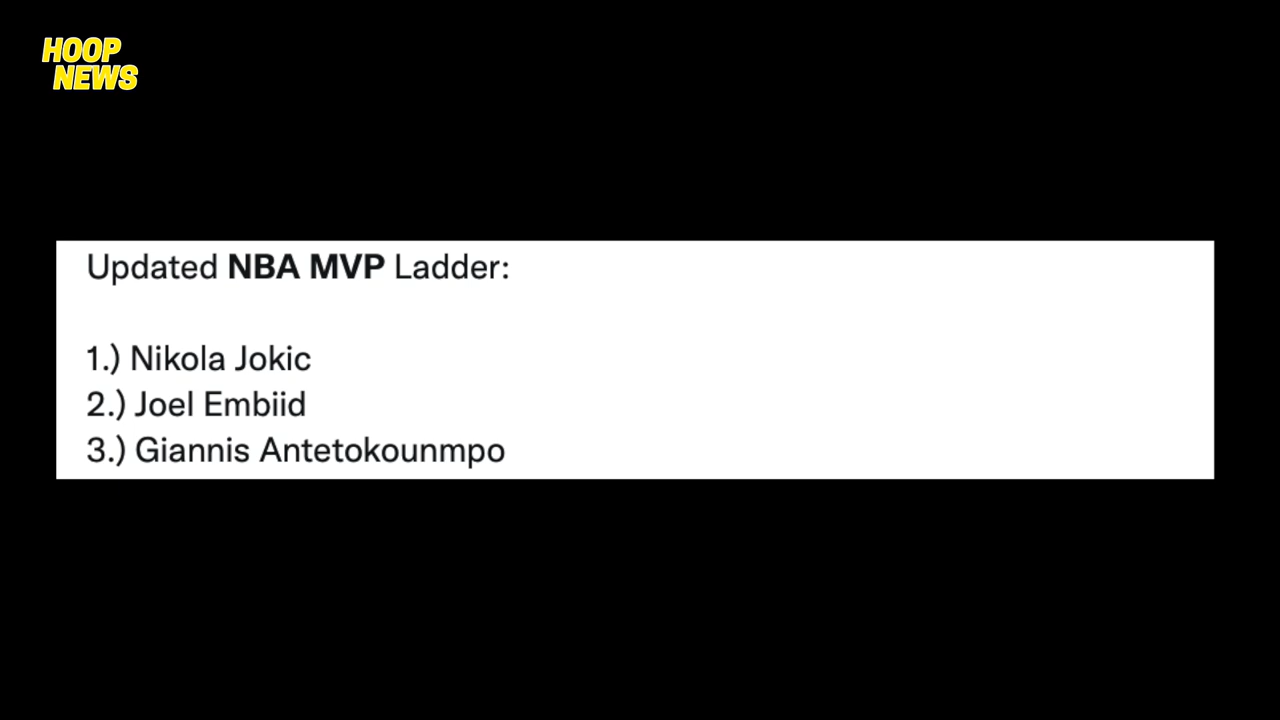 HOOP
NEWS
Updated NBA MVP Ladder:
1.) Nikola Jokic
2.) Joel Embiid
3.) Giannis Antetokounmpo